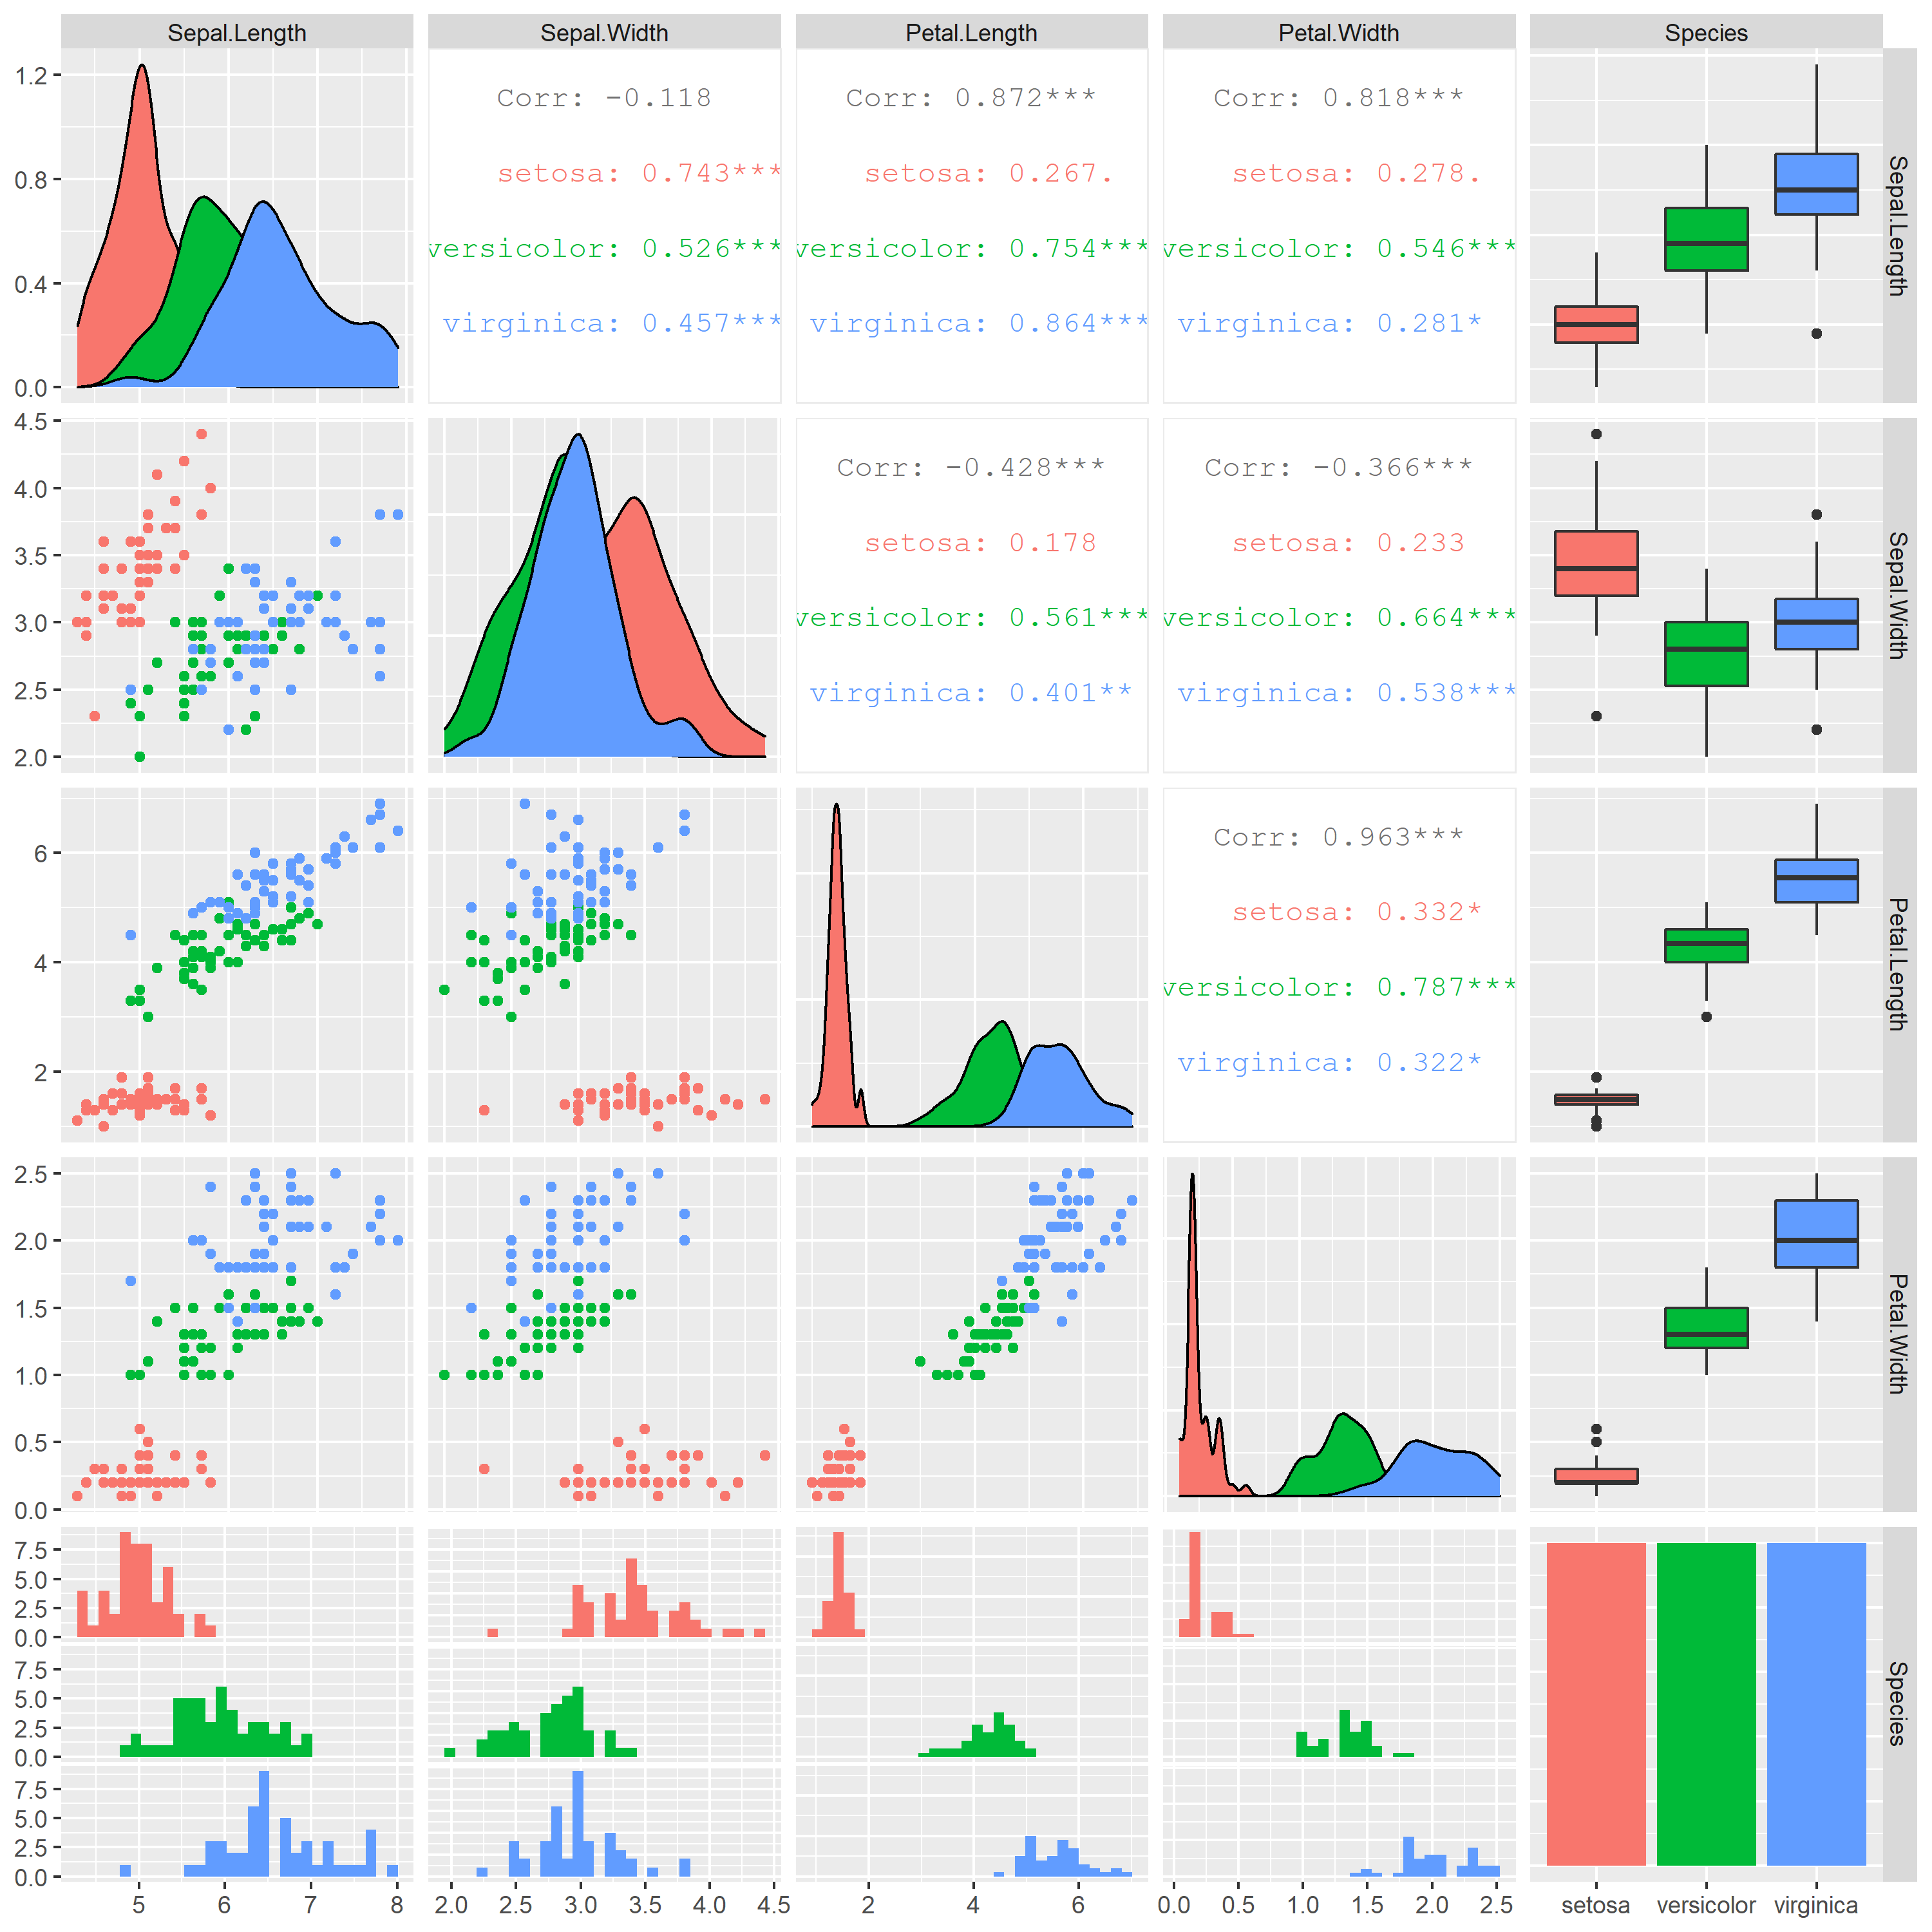 Sepal.Length Sepal.Width Petal.Length Petal.Width Species
1.2
0.8
0.4
0.0
Corr: -0.118
setosa: 0.743***
versicolor: 0.526***
virginica: 0.457***
Corr: 0.872***
setosa: 0.267.
versicolor: 0.754***
virginica: 0.864***
Corr: 0.818***
setosa: 0.278.
versicolor: 0.546***
virginica: 0.281*
Sepal.Length
4.5
4.0
3.5
3.0
2.5
2.0
Corr: -0.428***
setosa: 0.178
versicolor: 0.561***
virginica: 0.401**
Corr: -0.366***
setosa: 0.233
versicolor: 0.664***
virginica: 0.538***
Sepal.Width
6
4
2
Corr: 0.963***
setosa: 0.332*
versicolor: 0.787***
virginica: 0.322*
Petal.Length
2.5
2.0
1.5
1.0
0.5
0.0
Petal.Width
7.5
5.0
2.5
0.0
7.5
5.0
2.5
0.0
7.5
5.0
2.5
0.0
Species
5 6 7 8 2.0 2.5 3.0 3.5 4.0 4.5 2 4 6 0.0 0.5 1.0 1.5 2.0 2.5 setosa versicolor virginica